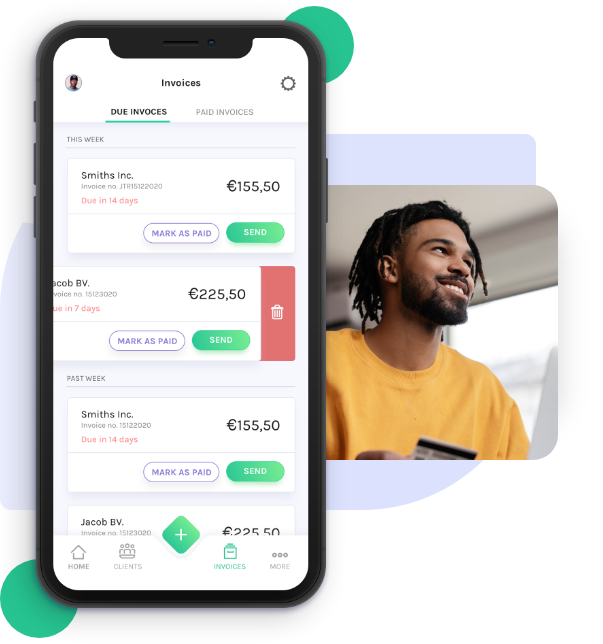 Invoices
DUE INVOCES PAID INVOICES
THIS WEEK
Smiths Inc.
Invoice no. JTR15122020
€155,50
Due in 14 days
MARK AS PAID SEND
acob BV.
voice no. 15123020
€225,50
ue in 7 days
MARK AS PAID SEND
PAST WEEK
Smiths Inc.
Invoice no. 15122020
€155,50
Due in 14 days
MARK AS PAID SEND
Jacob BV.
Invoice no. 15123020
€225,50
HOME CLIENTS INVOICES MORE